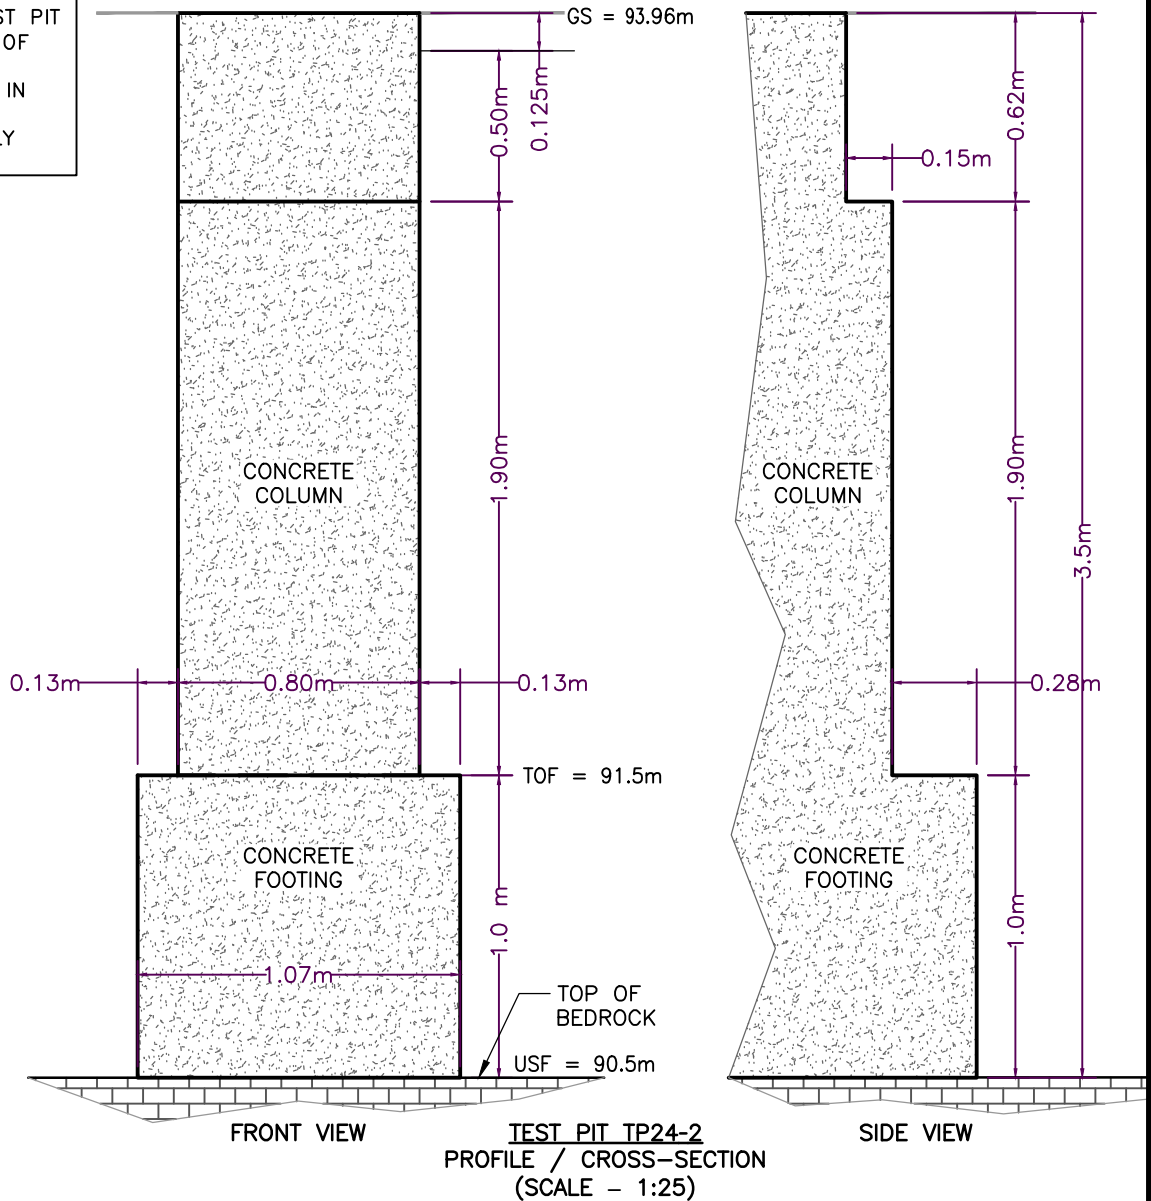 ST PIT
OF
IN
LY
GS = 93.96m
0.125m
0.50m
0.62m
0.15m
1.90m
1.90m
3.5m
CONCRETE
COLUMN
CONCRETE
COLUMN
0.13m
0.80m
0.13m
0.28m
TOF = 91.5m
CONCRETE
FOOTING
CONCRETE
FOOTING
1.0 m
1.0m
1.07m
TOP OF
BEDROCK
USF = 90.5m
FRONT VIEW
TEST PIT TP24-2
PROFILE / CROSS-SECTION
(SCALE - 1:25)
SIDE VIEW